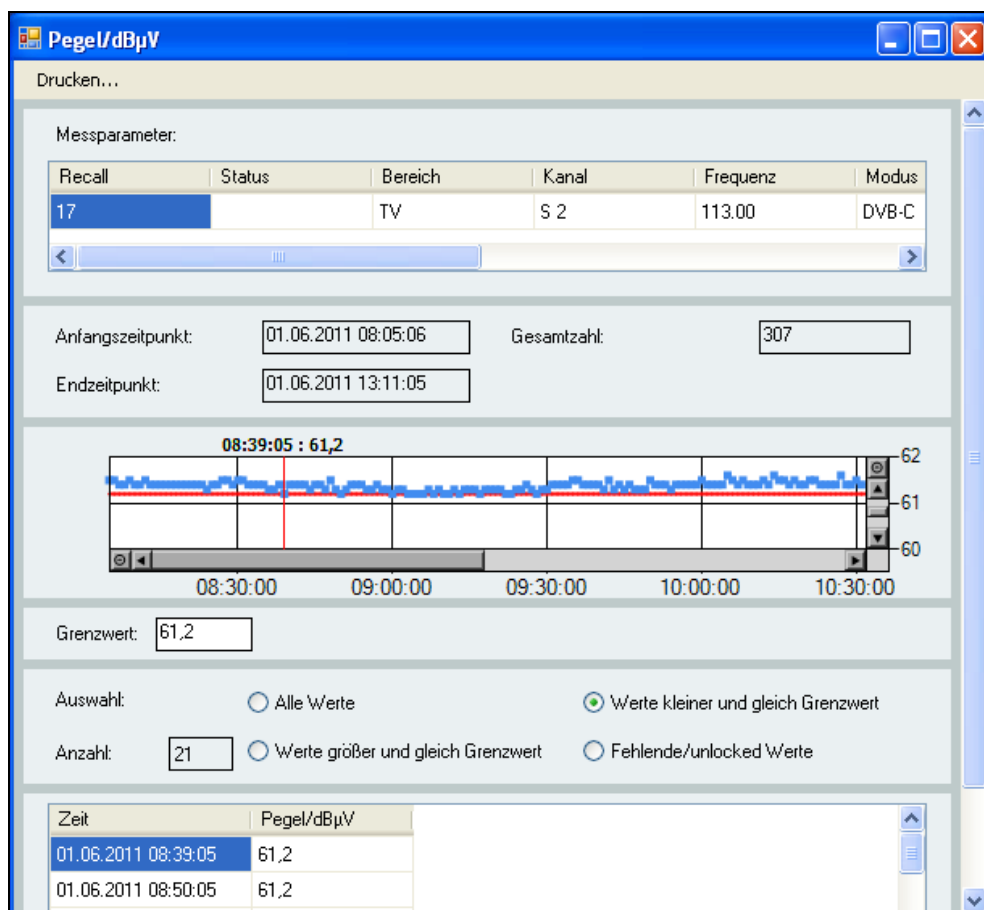 Pegel/dBµV
Drucken...
Messparameter:
Recall Status Bereich Kanal Frequenz Modus
17 TV S 2 113.00 DVB-C
Anfangszeitpunkt: 01.06.2011 08:05:06 Gesamtzahl: 307
Endzeitpunkt: 01.06.2011 13:11:05
08:39:05 : 61,2
62
61
60
08:30:00 09:00:00 09:30:00 10:00:00 10:30:00
Grenzwert: 61,2
Auswahl: Alle Werte Werte kleiner und gleich Grenzwert
Anzahl: 21 Werte größer und gleich Grenzwert Fehlende/unlocked Werte
Zeit Pegel/dBµV
01.06.2011 08:39:05 61,2
01.06.2011 08:50:05 61,2